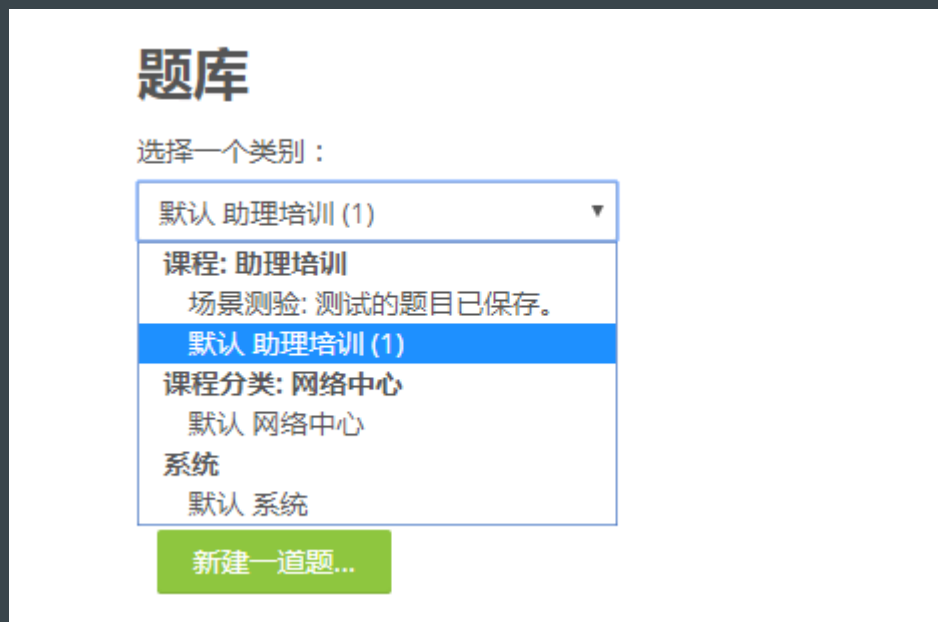 题库
选择一个类别：
默认 助理培训 (1)
课程: 助理培训
场景测验: 测试的题目已保存。
默认 助理培训 (1)
课程分类: 网络中心
默认 网络中心
系统
默认 系统
新建一道题...